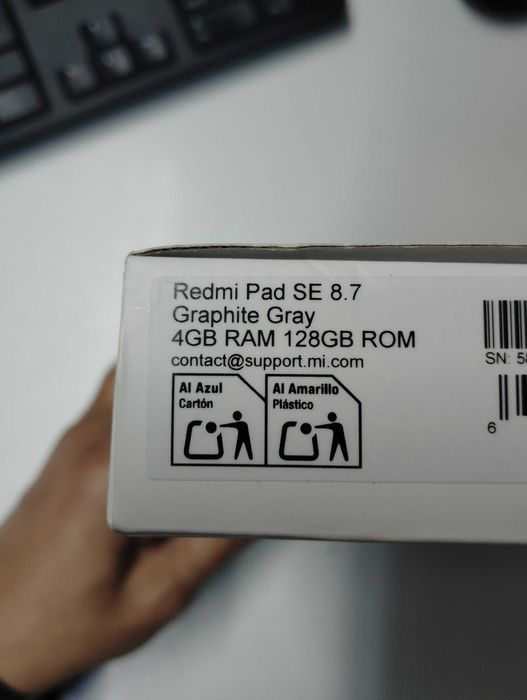 Redmi Pad SE 8.7
Graphite Gray
4GB RAM 128GB ROM
contact@support.mi.com
Al Azul
Cartón
Al Amarillo
Plástico
SN: 58
6